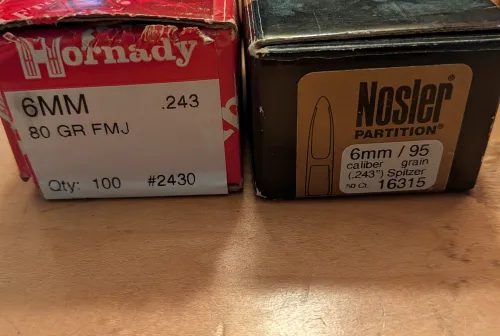 Hornady
6MM .243
80 GR FMJ
Qty: 100 #2430
Nosler®
PARTITION®
6mm / 95
caliber grain
(.243") Spitzer
50 Ct. 16315